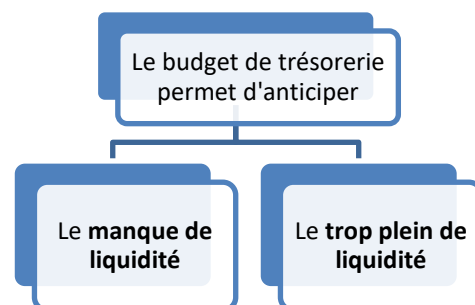 Le budget de trésorerie
permet d'anticiper
Le manque de
liquidité
Le trop plein de
liquidité